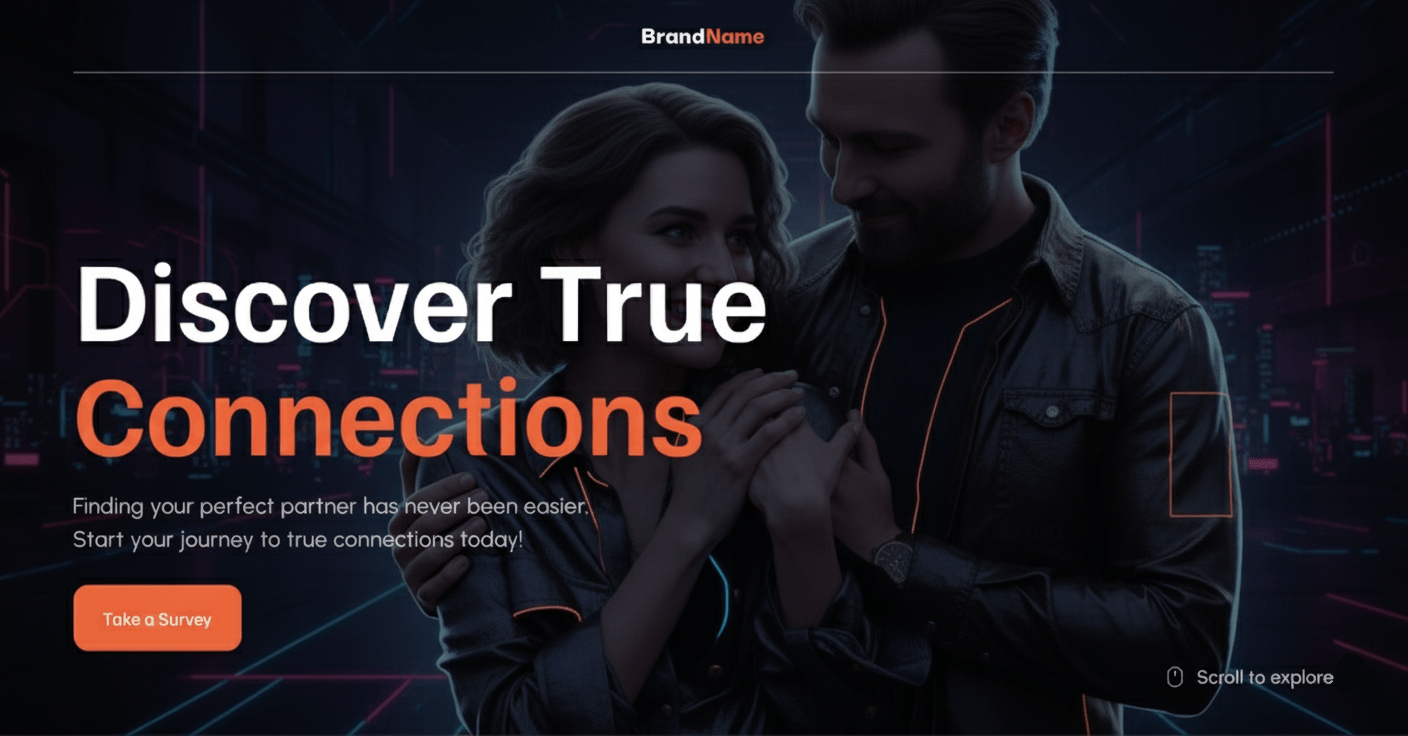 BrandName
Discover True
Connections
Finding your perfect partner has never been easier.
Start your journey to true connections today!
Take a Survey
Scroll to explore